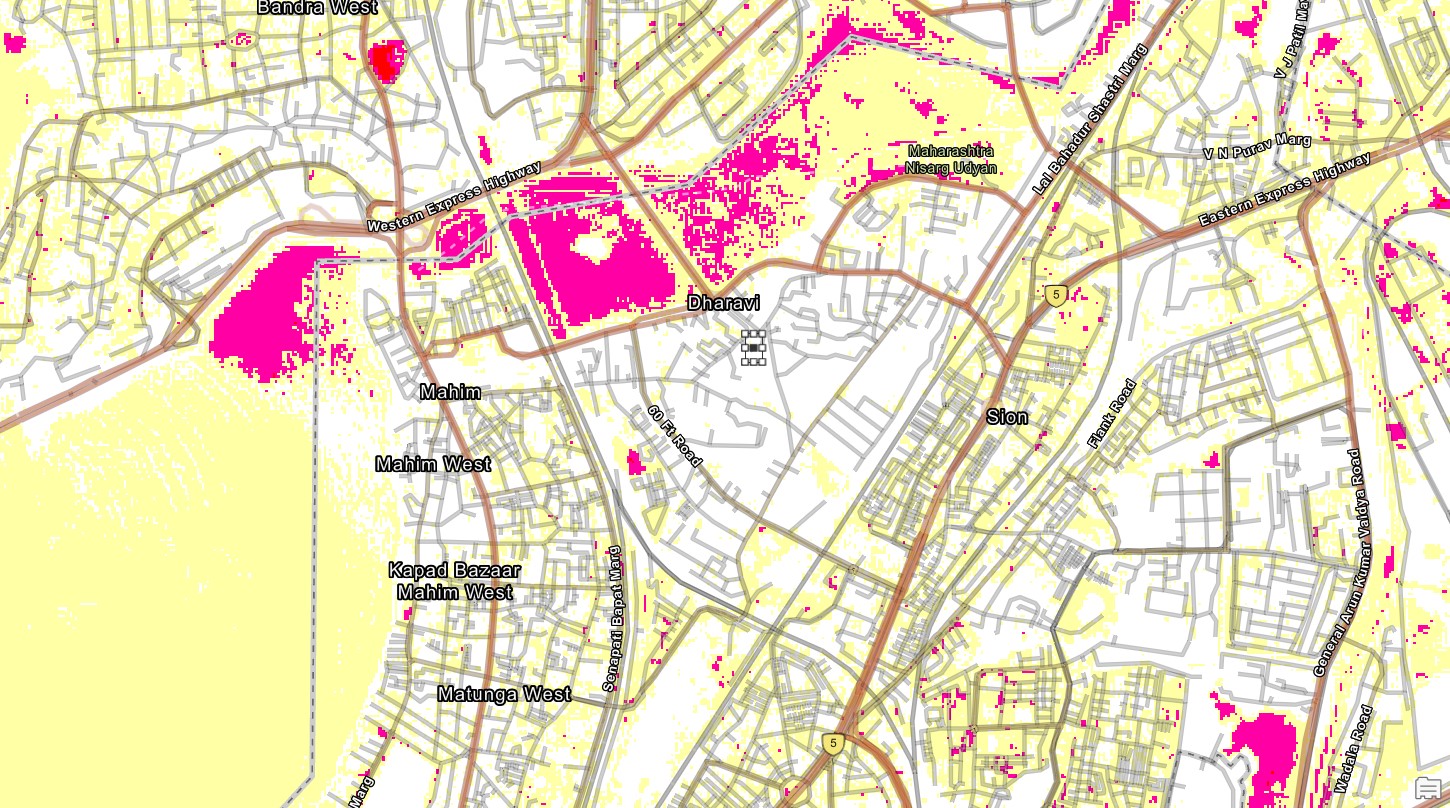 Bandra West
V J Patil Ma
Lal Bahadur Shastri Marg
V N Purav Marg
Maharashtra
Nisarg Udyan
Western Express Highway
Eastern Express Highway
5
Dharavi
Mahim
Sion
Flank Road
60 Ft Road
Mahim West
General Arun Kumar Vaidya Road
Kapad Bazaar
Mahim West
Senapati Bapat Marg
Matunga West
5
Wadala Road
Marg